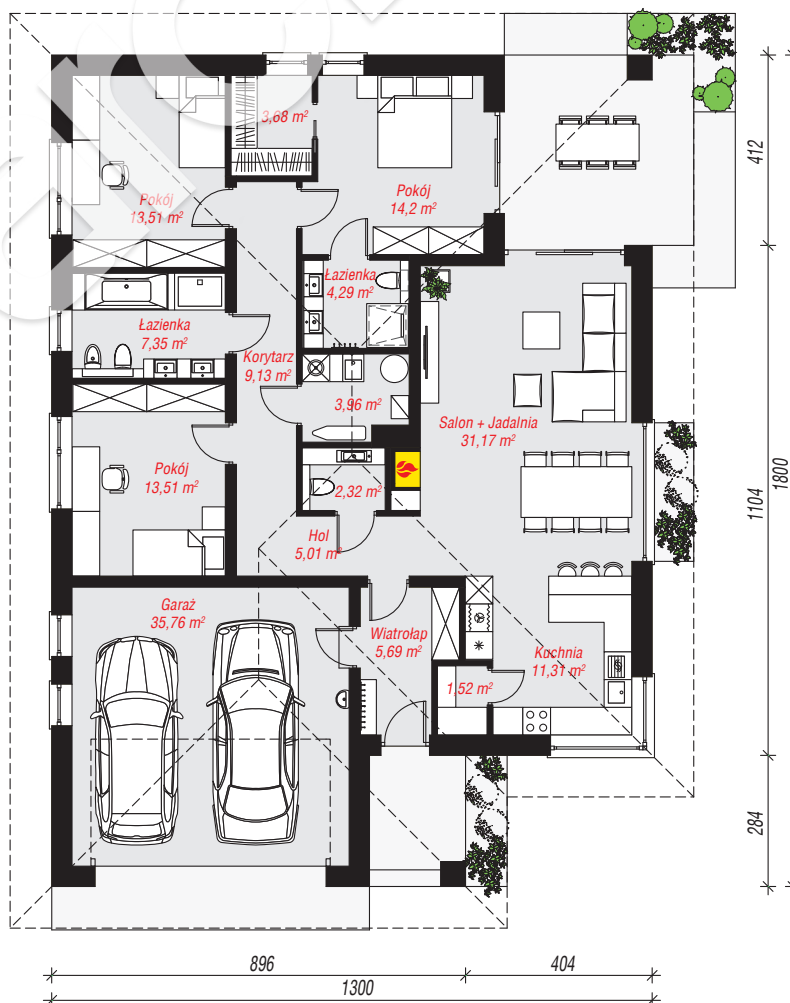 3,68 m²
Pokój
13,51 m²
Pokój
14,2 m²
412
Łazienka
4,29 m²
Łazienka
7,35 m²
Korytarz
9,13 m²
3,96 m²
Salon + Jadalnia
31,17 m²
Pokój
13,51 m²
2,32 m²
Hol
5,01 m²
1104
1800
Garaż
35,76 m²
Wiatrołap
5,69 m²
Kuchnia
11,31 m²
1,52 m²
284
896
404
1300